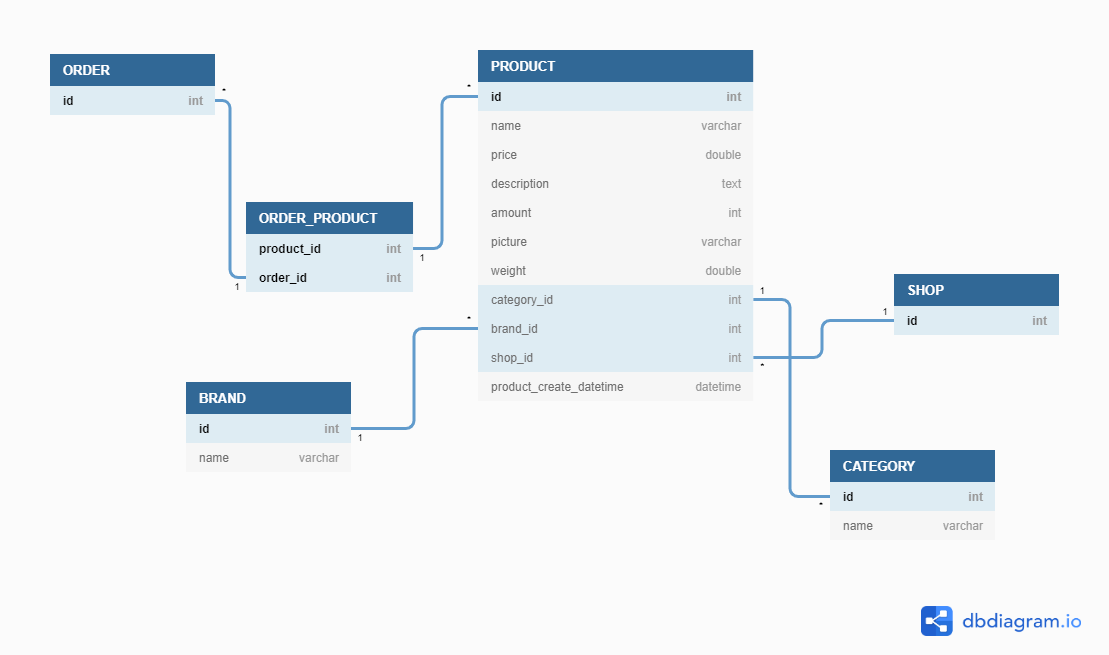 ORDER
id int
*
PRODUCT
*
id int
name varchar
price double
description text
amount int
picture varchar
weight double
category_id int
1
brand_id int
*
shop_id int
*
product_create_datetime datetime
ORDER_PRODUCT
product_id int
1
order_id int
1
SHOP
1
id int
BRAND
id int
1
name varchar
CATEGORY
id int
*
name varchar
dbdiagram.io